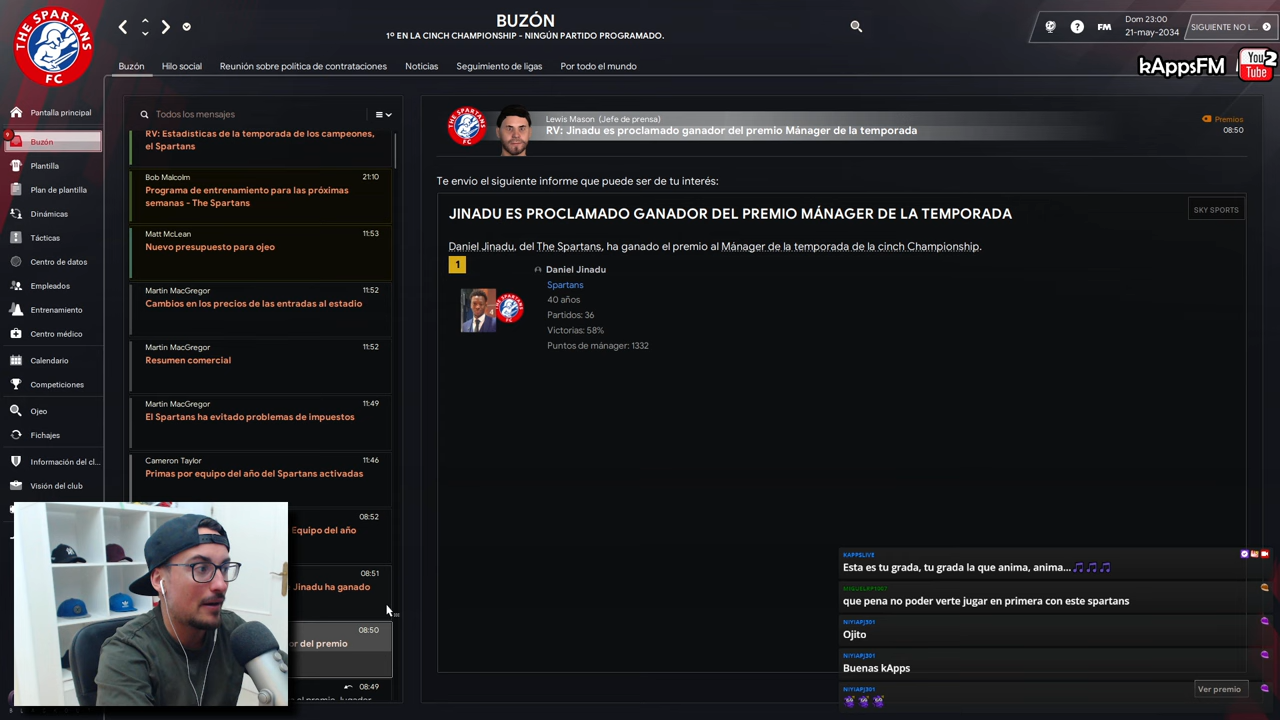 THE SPARTANS
FC
BUZÓN
1º EN LA CINCH CHAMPIONSHIP - NINGÚN PARTIDO PROGRAMADO.
FM
Dom 23:00
21-may-2034
SIGUIENTE NO L...
kAppsFM
You Tube 2
Buzón
Hilo social
Reunión sobre política de contrataciones
Noticias
Seguimiento de ligas
Por todo el mundo
Pantalla principal
9
Buzón
Plantilla
Plan de plantilla
Dinámicas
Tácticas
Centro de datos
Empleados
Entrenamiento
Centro médico
Calendario
Competiciones
Ojeo
Fichajes
Información del cl...
Visión del club
Todos los mensajes
RV: Estadísticas de la temporada de los campeones,
el Spartans
Bob Malcolm 21:10
Programa de entrenamiento para las próximas
semanas - The Spartans
Matt McLean 11:53
Nuevo presupuesto para ojeo
Martin MacGregor 11:52
Cambios en los precios de las entradas al estadio
Martin MacGregor 11:52
Resumen comercial
Martin MacGregor 11:49
El Spartans ha evitado problemas de impuestos
Cameron Taylor 11:46
Primas por equipo del año del Spartans activadas
08:52
Equipo del año
08:51
Jinadu ha ganado
08:50
or del premio
08:49
Lewis Mason (Jefe de prensa)
RV: Jinadu es proclamado ganador del premio Mánager de la temporada
Premios
08:50
Te envío el siguiente informe que puede ser de tu interés:
JINADU ES PROCLAMADO GANADOR DEL PREMIO MÁNAGER DE LA TEMPORADA
SKY SPORTS
Daniel Jinadu, del The Spartans, ha ganado el premio al Mánager de la temporada de la cinch Championship.
1
Daniel Jinadu
Spartans
40 años
Partidos: 36
Victorias: 58%
Puntos de mánager: 1332
KAPPSLIVE
Esta es tu grada, tu grada la que anima, anima...
que pena no poder verte jugar en primera con este spartans
NIYIAPJ301
Ojito
NIYIAPJ301
Buenas kApps
NIYIAPJ301
Ver premio